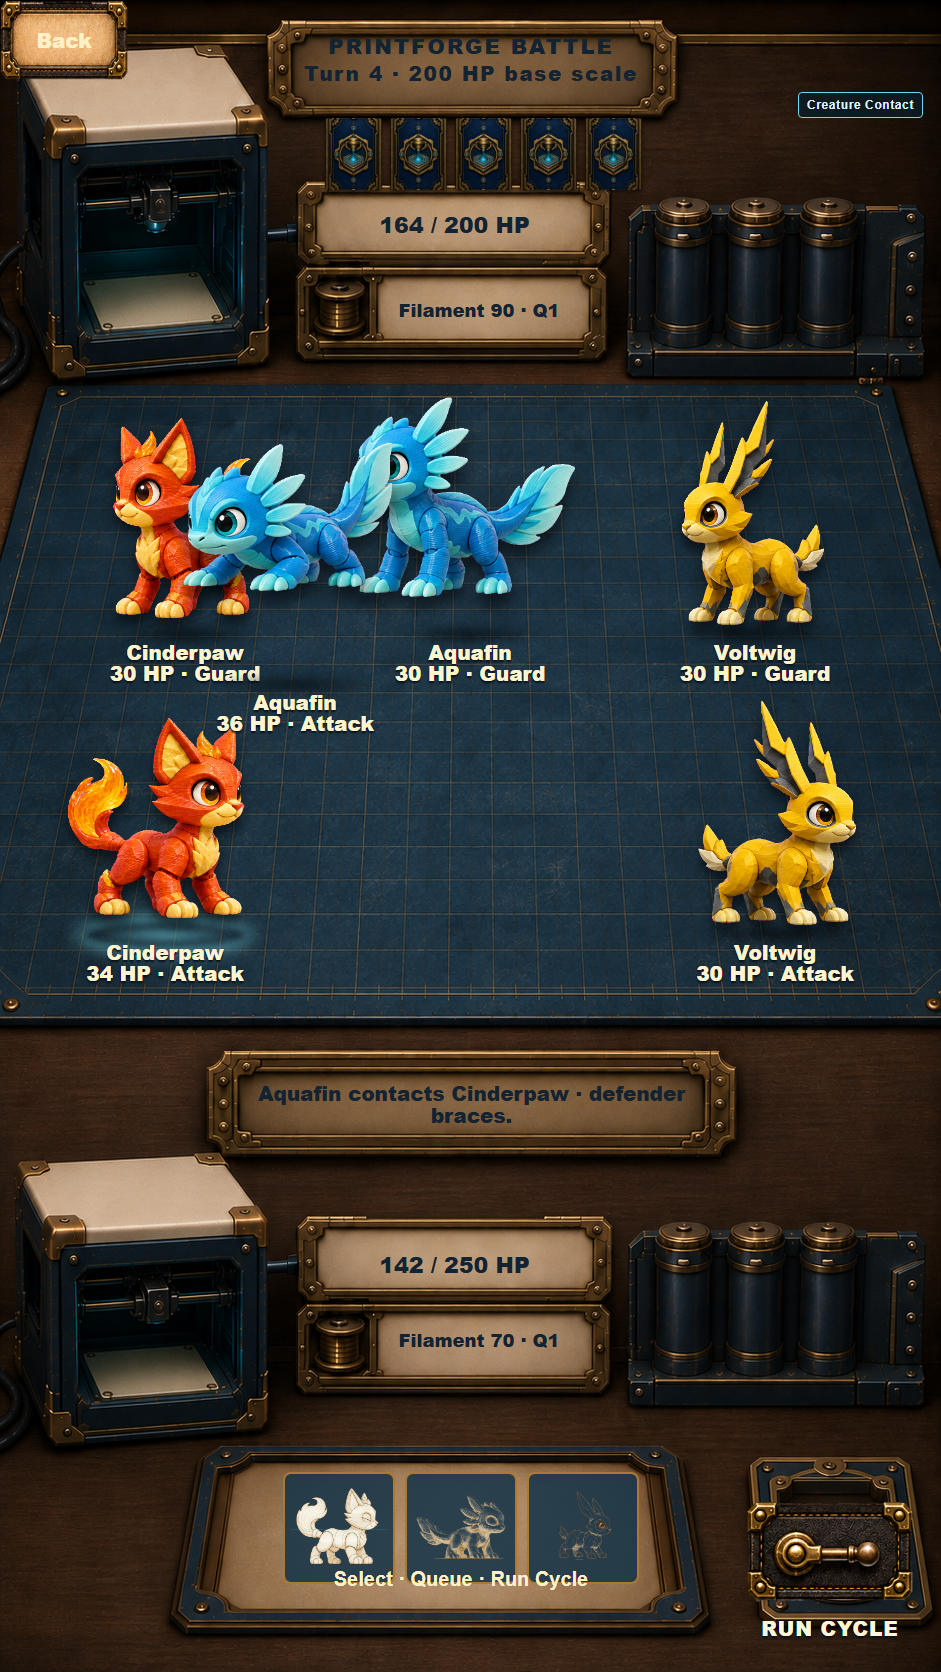 Back
PRINTFORGE BATTLE
Turn 4 · 200 HP base scale
Creature Contact
164 / 200 HP
Filament 90 · Q1
Cinderpaw
30 HP · Guard
Aquafin
30 HP · Guard
Voltwig
30 HP · Guard
Aquafin
36 HP · Attack
Cinderpaw
34 HP · Attack
Voltwig
30 HP · Attack
Aquafin contacts Cinderpaw · defender
braces.
142 / 250 HP
Filament 70 · Q1
Select · Queue · Run Cycle
RUN CYCLE